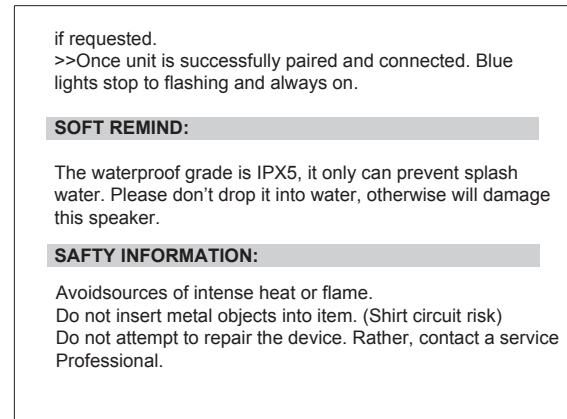 if requested.
>>Once unit is successfully paired and connected. Blue
lights stop to flashing and always on.
SOFT REMIND:
The waterproof grade is IPX5, it only can prevent splash
water. Please don’t drop it into water, otherwise will damage
this speaker.
SAFTY INFORMATION:
Avoidsources of intense heat or flame.
Do not insert metal objects into item. (Shirt circuit risk)
Do not attempt to repair the device. Rather, contact a service
Professional.